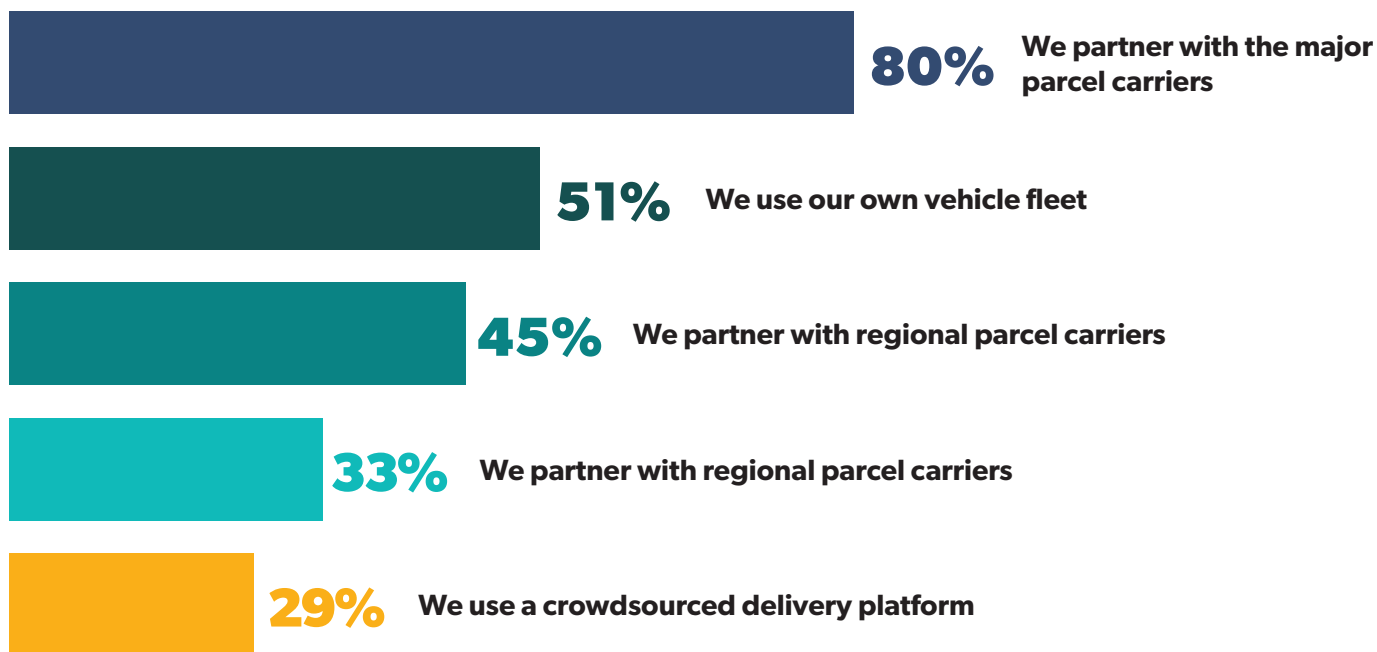 80% We partner with the major
parcel carriers
51% We use our own vehicle fleet
45% We partner with regional parcel carriers
33% We partner with regional parcel carriers
29% We use a crowdsourced delivery platform